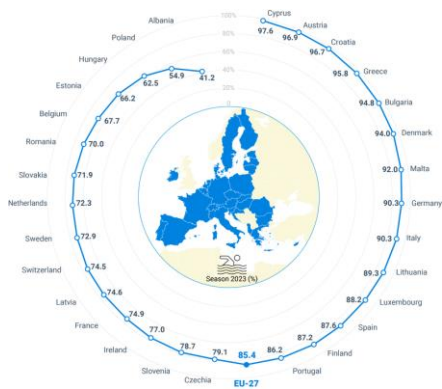 100%
80%
60%
40%
20%
0
Cyprus
97.6
Austria
96.9
Croatia
96.7
Greece
95.8
Bulgaria
94.8
Denmark
94.0
Malta
92.0
Germany
90.3
Italy
90.3
Lithuania
89.3
Luxembourg
88.2
Spain
87.6
Finland
87.2
Portugal
86.2
EU-27
85.4
Czechia
79.1
Slovenia
78.7
Ireland
77.0
France
74.9
Latvia
74.6
Switzerland
74.5
Sweden
72.9
Netherlands
72.3
Slovakia
71.9
Romania
70.0
Belgium
67.7
Estonia
66.2
Hungary
62.5
Poland
54.9
Albania
41.2
Season 2023 (%)